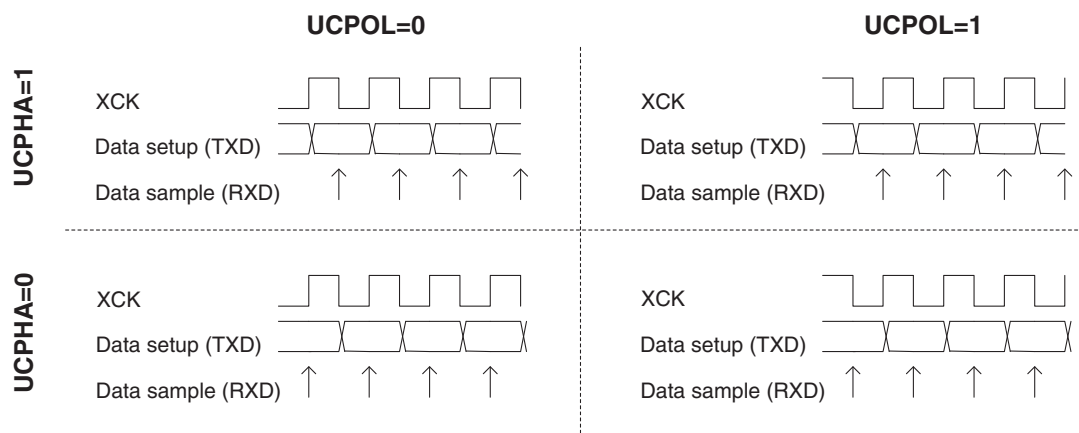 UCPOL=0
UCPOL=1
UCPHA=1
XCK
Data setup (TXD)
Data sample (RXD)
XCK
Data setup (TXD)
Data sample (RXD)
UCPHA=0
XCK
Data setup (TXD)
Data sample (RXD)
XCK
Data setup (TXD)
Data sample (RXD)